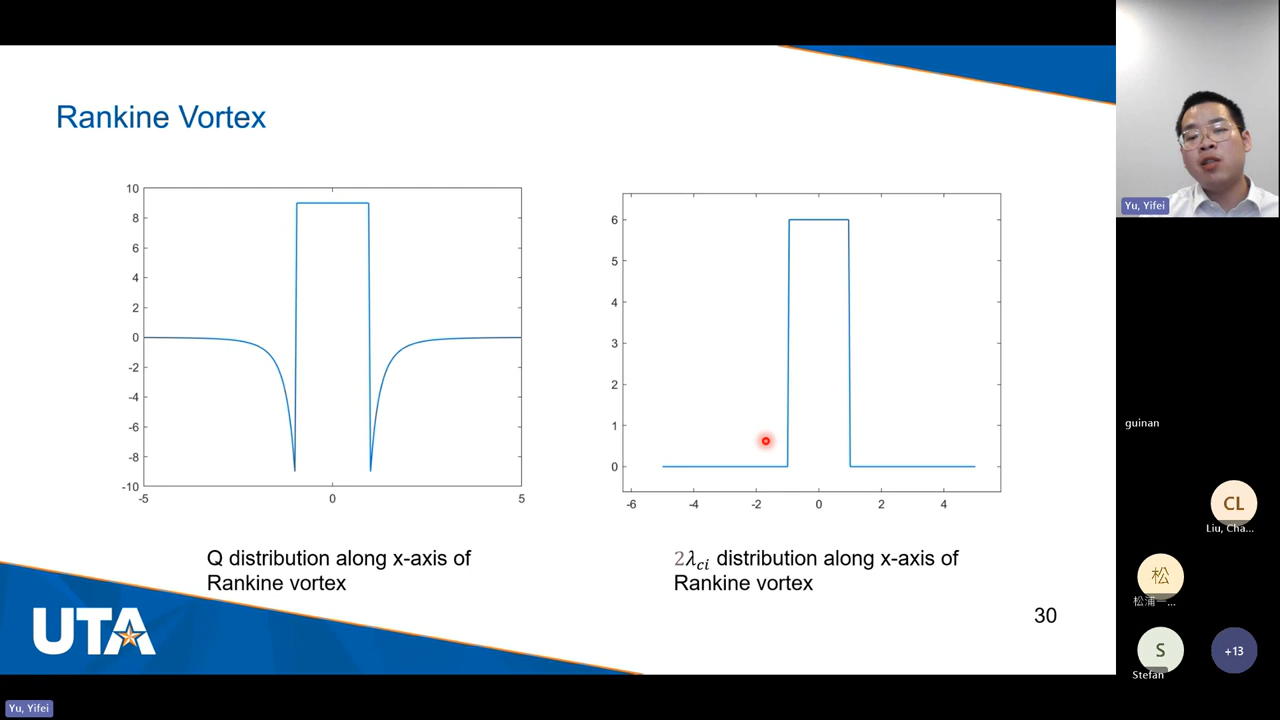 Rankine Vortex
10
8
6
4
2
0
-2
-4
-6
-8
-10
-5
0
5
6
5
4
3
2
1
0
-6
-4
-2
0
2
4
Q distribution along x-axis of
Rankine vortex
2λci distribution along x-axis of
Rankine vortex
30
UTA
Yu, Yifei
guinan
CL
Liu, Cha...
松
松浦一...
S
Stefan
+13
Yu, Yifei